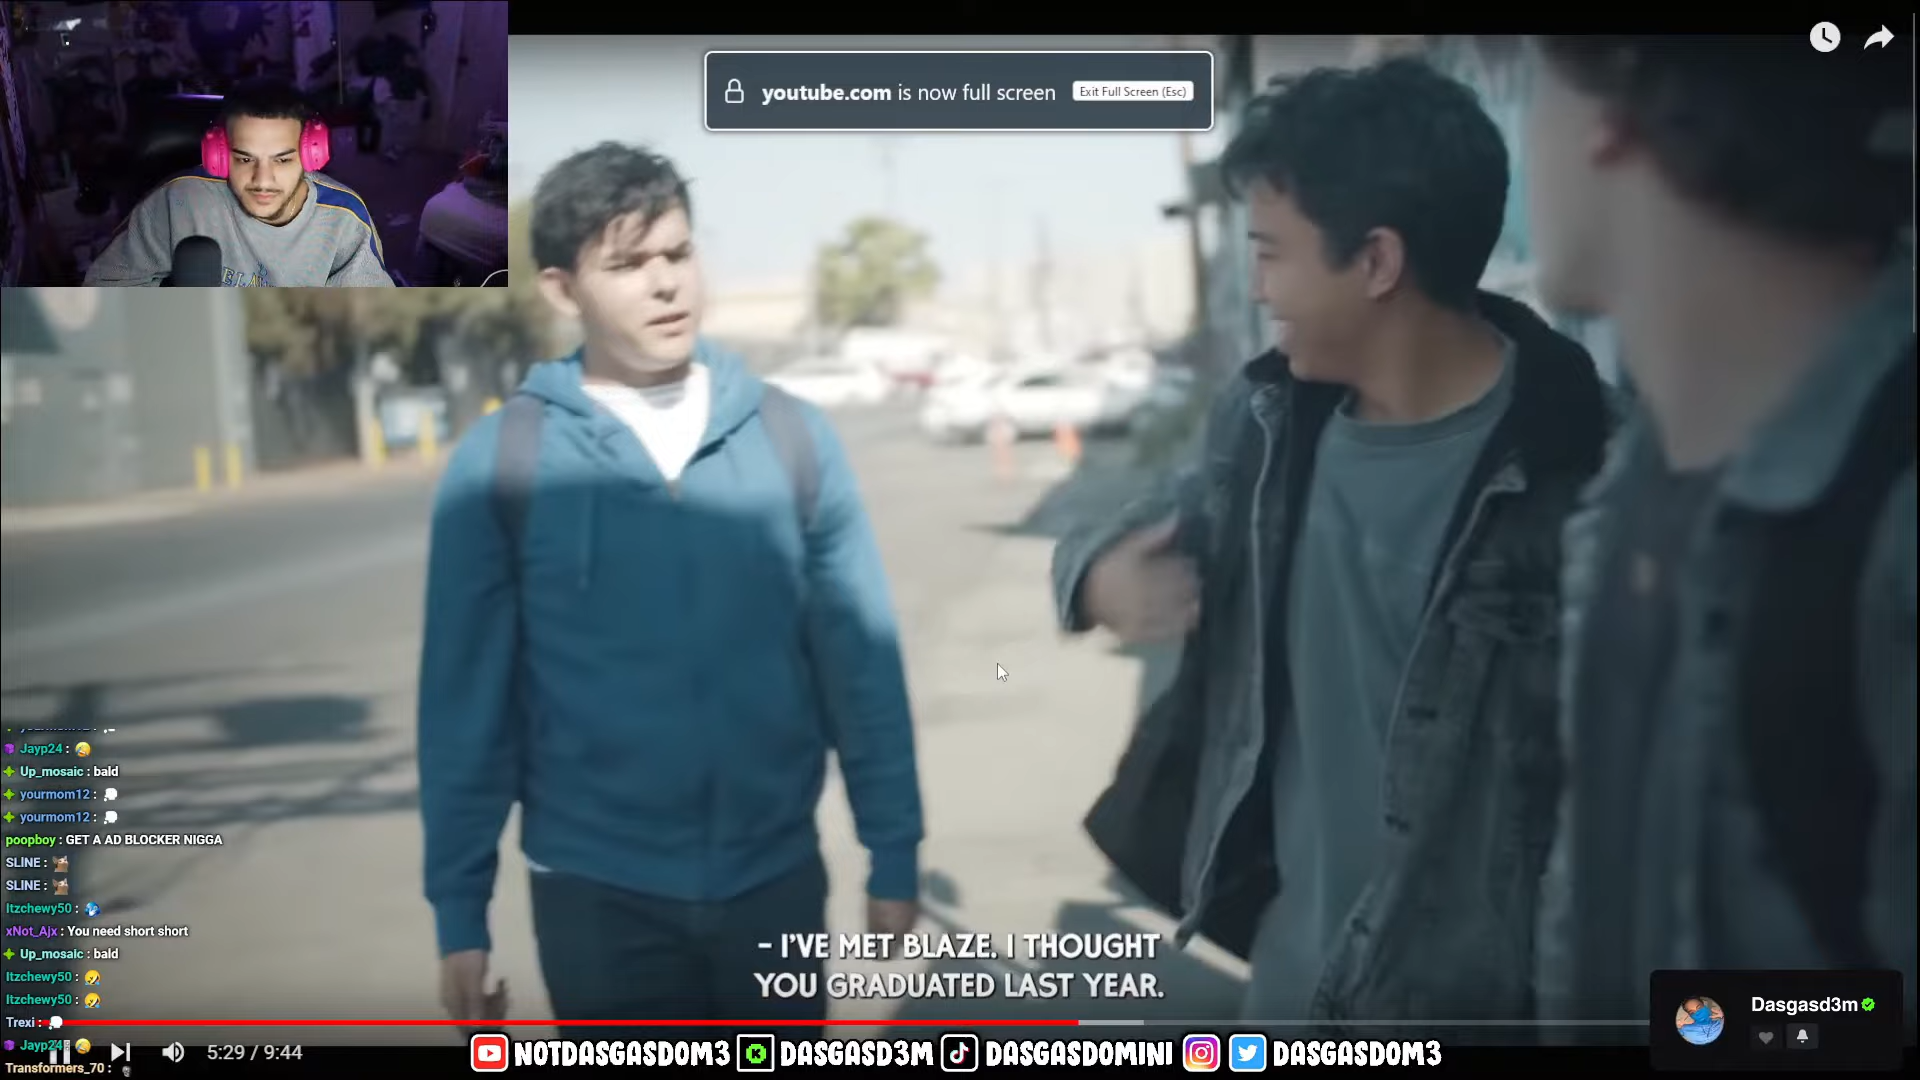 youtube.com is now full screen Exit Full Screen (Esc)
Jayp24 :
Up_mosaic : bald
yourmom12 :
yourmom12 :
poopboy : GET A AD BLOCKER NIGGA
SLINE :
SLINE :
Itzchewy50 :
xNot_Ajx : You need short short
Up_mosaic : bald
Itzchewy50 :
Itzchewy50 :
Trexi :
Jayp24
Transformers_70 :
- I'VE MET BLAZE. I THOUGHT
YOU GRADUATED LAST YEAR.
Dasgasd3m
5:29 / 9:44
NOTDASGASDOM3 K DASGASD3M DASGASDOMINI DASGASDOM3